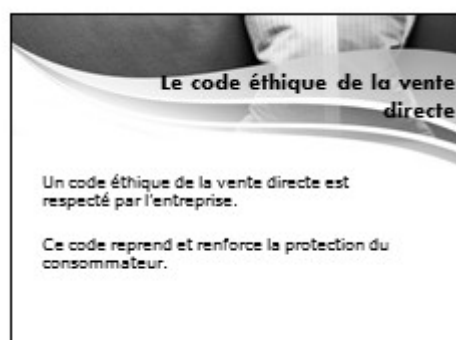 Le code éthique de la vente
directe
Un code éthique de la vente directe est
respecté par l'entreprise.
Ce code reprend et renforce la protection du
consommateur.